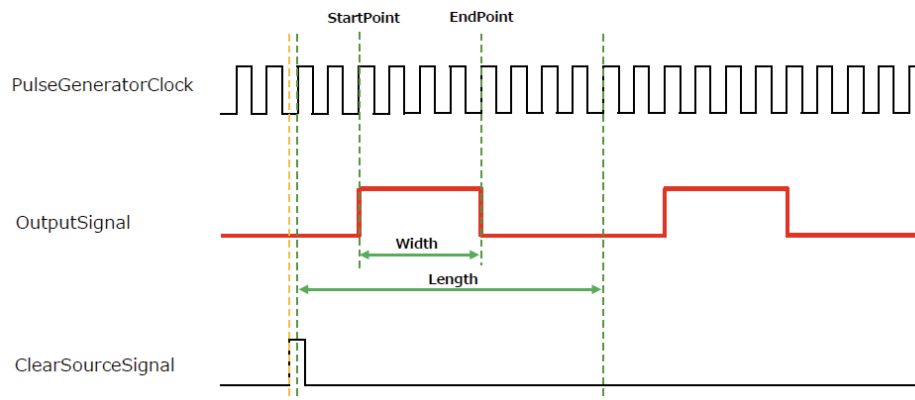 StartPoint
EndPoint
PulseGeneratorClock
OutputSignal
Width
Length
ClearSourceSignal